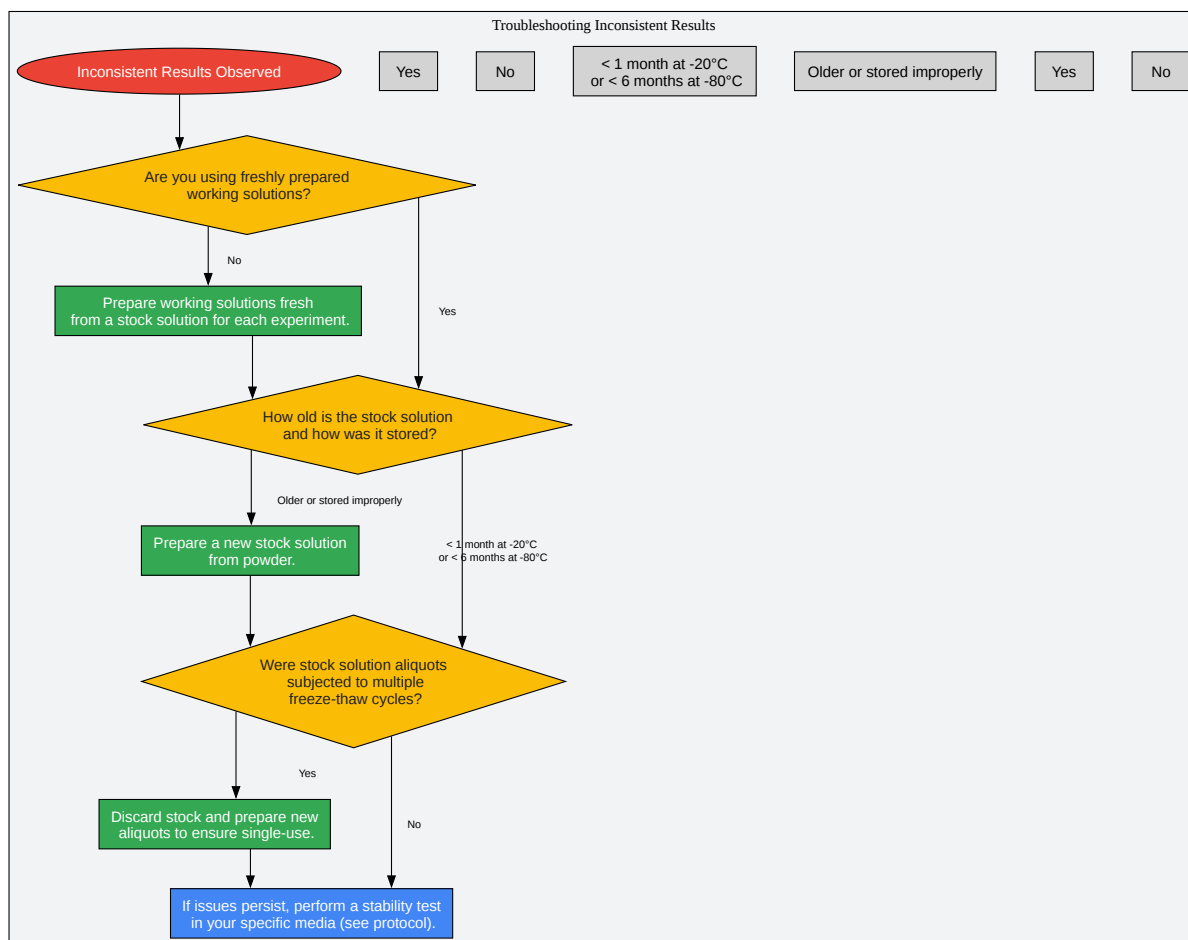 Troubleshooting Inconsistent Results
Inconsistent Results Observed
Yes
No
< 1 month at -20°C
or < 6 months at -80°C
Older or stored improperly
Yes
No
Are you using freshly prepared
working solutions?
No
Prepare working solutions fresh
from a stock solution for each experiment.
Yes
How old is the stock solution
and how was it stored?
Older or stored improperly
< 1 month at -20°C
or < 6 months at -80°C
Prepare a new stock solution
from powder.
Were stock solution aliquots
subjected to multiple
freeze-thaw cycles?
Yes
Discard stock and prepare new
aliquots to ensure single-use.
No
If issues persist, perform a stability test
in your specific media (see protocol).